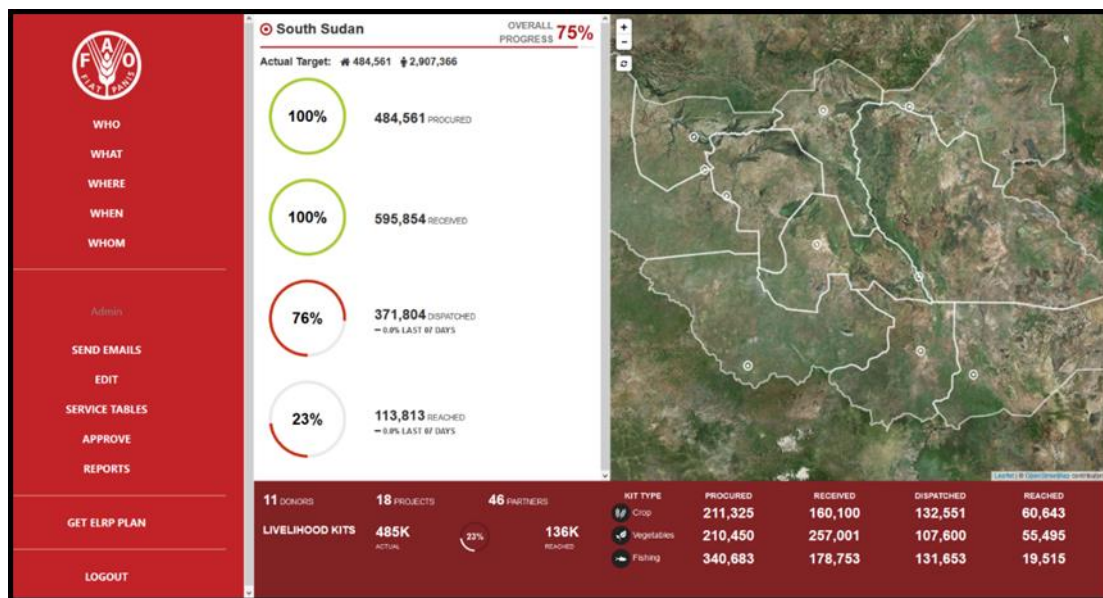 FAO
FIAT PANIS
WHO
WHAT
WHERE
WHEN
WHOM
Admin
SEND EMAILS
EDIT
SERVICE TABLES
APPROVE
REPORTS
GET ELRP PLAN
LOGOUT
South Sudan
OVERALL PROGRESS 75%
Actual Target: 484,561 2,907,366
100% 484,561 PROCURED
100% 595,854 RECEIVED
76% 371,804 DISPATCHED
0.0% LAST 07 DAYS
23% 113,813 REACHED
0.0% LAST 07 DAYS
+
-
Leaflet | © OpenStreetMap contributors
11 DONORS 18 PROJECTS 46 PARTNERS
LIVELIHOOD KITS 485K ACTUAL 23% 136K REACHED
KIT TYPE PROCURED RECEIVED DISPATCHED REACHED
Crop 211,325 160,100 132,551 60,643
Vegetables 210,450 257,001 107,600 55,495
Fishing 340,683 178,753 131,653 19,515